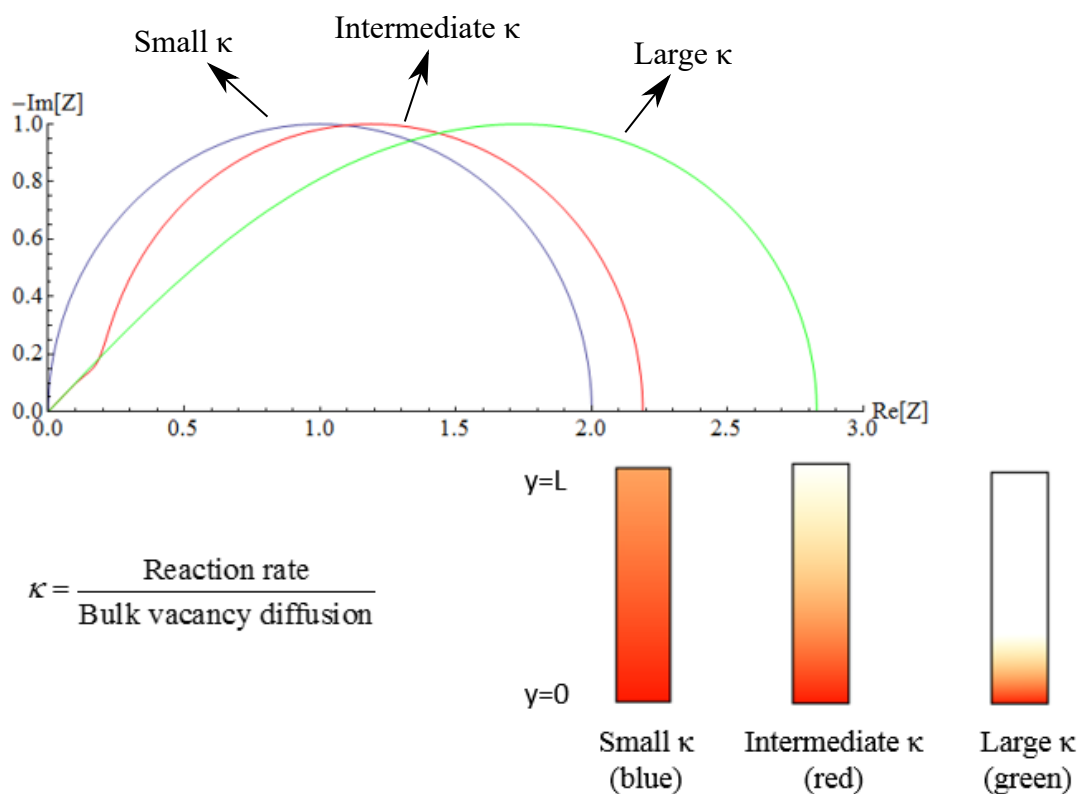 Small κ
Intermediate κ
Large κ
−Im[Z]
1.0
0.8
0.6
0.4
0.2
0.0
0.0 0.5 1.0 1.5 2.0 2.5 3.0
Re[Z]
y=L
κ = Reaction rate
Bulk vacancy diffusion
y=0
Small κ
(blue)
Intermediate κ
(red)
Large κ
(green)